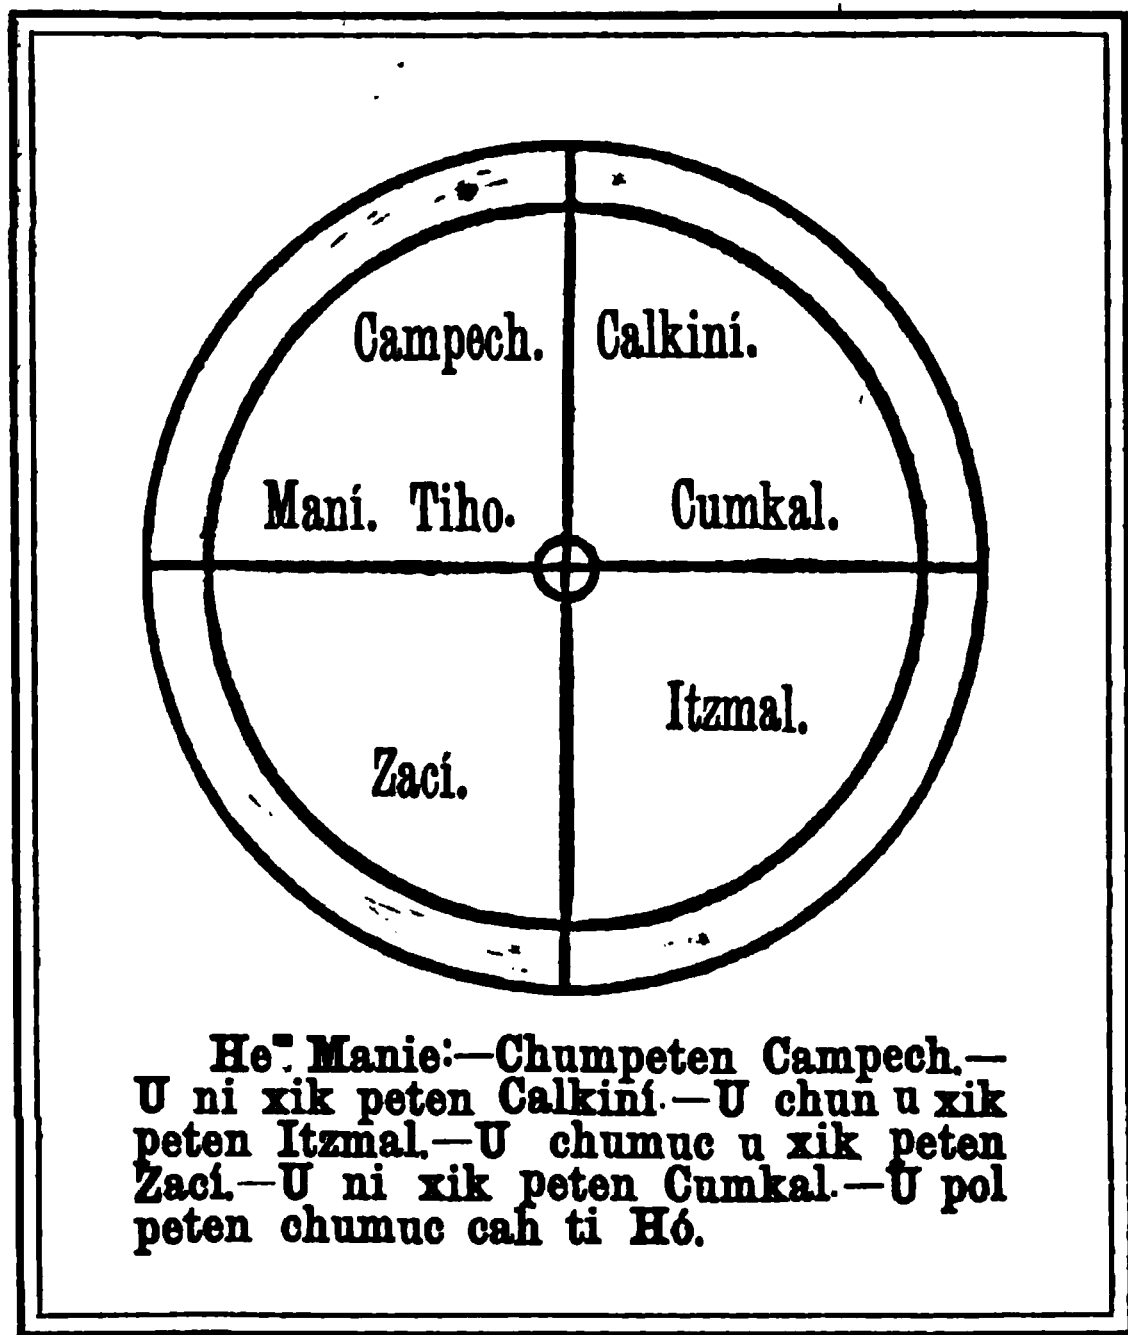 Campech. Calkiní.
Maní. Tiho. Cumkal.
Itzmal.
Zací.
He Manie:—Chumpeten Campech.—
U ni xik peten Calkiní.—U chun u xik
peten Itzmal.—U chumuc u xik peten
Zací.—U ni xik peten Cumkal.—U pol
peten chumuc cah ti Hó.